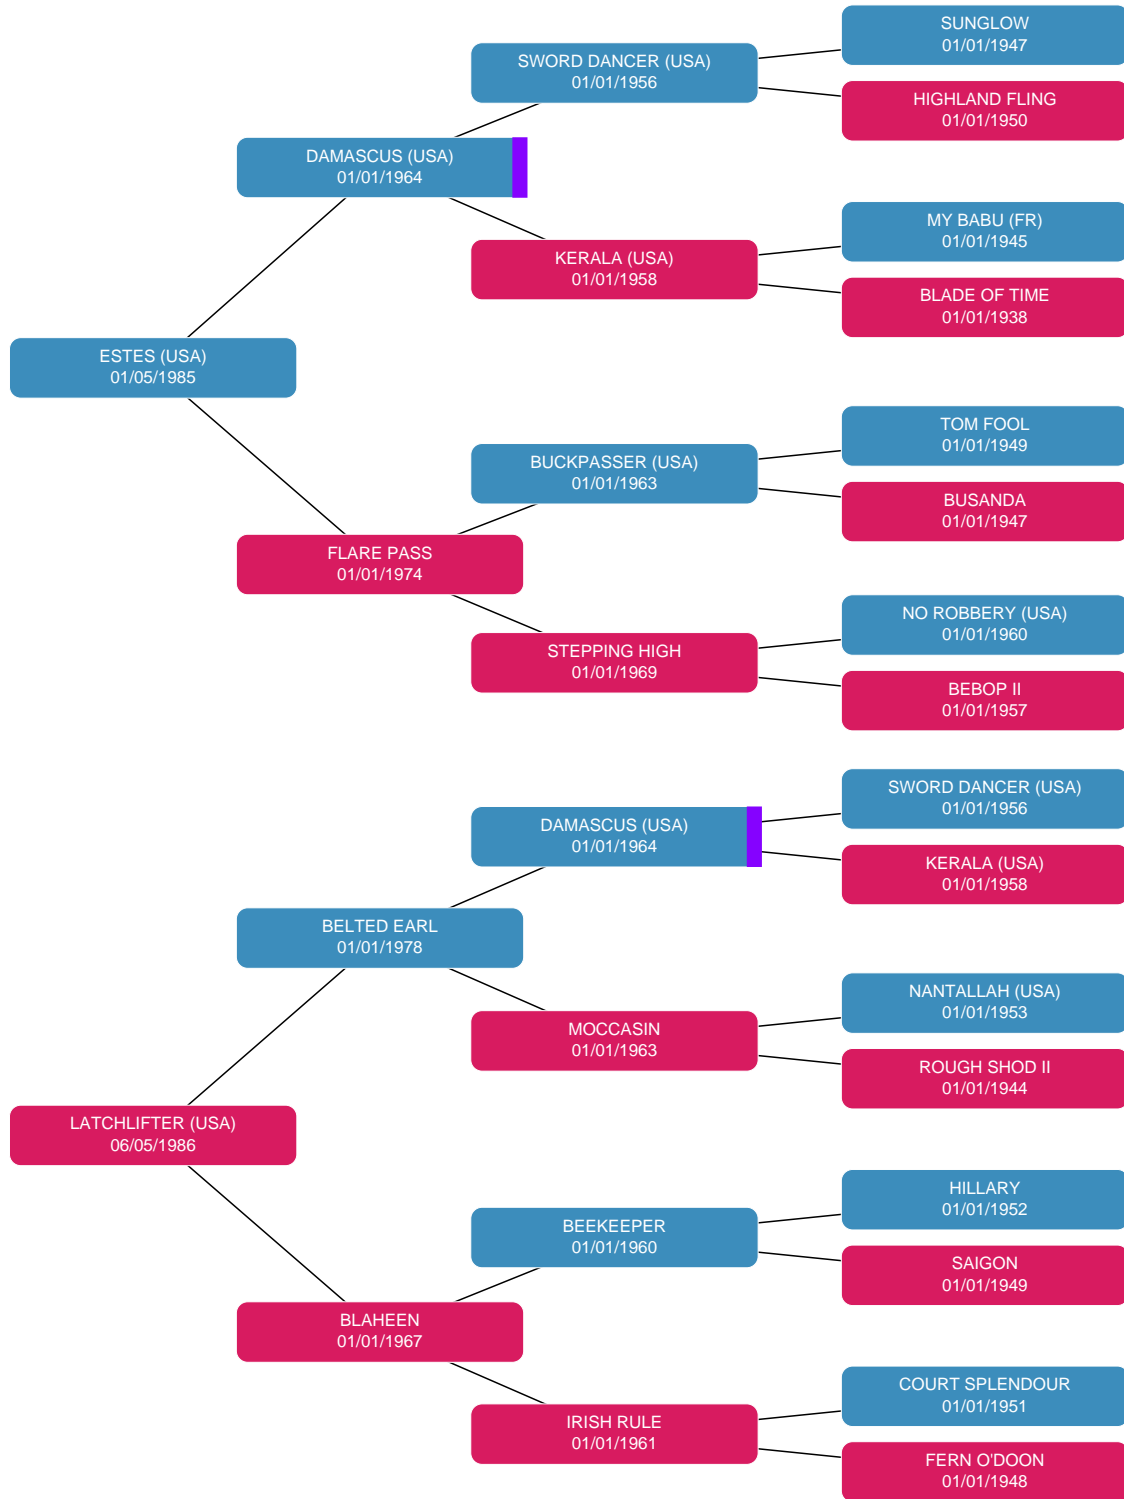 SUNGLOW
01/01/1947
SWORD DANCER (USA)
01/01/1956
HIGHLAND FLING
01/01/1950
DAMASCUS (USA)
01/01/1964
MY BABU (FR)
01/01/1945
KERALA (USA)
01/01/1958
BLADE OF TIME
01/01/1938
ESTES (USA)
01/05/1985
TOM FOOL
01/01/1949
BUCKPASSER (USA)
01/01/1963
BUSANDA
01/01/1947
FLARE PASS
01/01/1974
NO ROBBERY (USA)
01/01/1960
STEPPING HIGH
01/01/1969
BEBOP II
01/01/1957
SWORD DANCER (USA)
01/01/1956
DAMASCUS (USA)
01/01/1964
KERALA (USA)
01/01/1958
BELTED EARL
01/01/1978
NANTALLAH (USA)
01/01/1953
MOCCASIN
01/01/1963
ROUGH SHOD II
01/01/1944
LATCHLIFTER (USA)
06/05/1986
HILLARY
01/01/1952
BEEKEEPER
01/01/1960
SAIGON
01/01/1949
BLAHEEN
01/01/1967
COURT SPLENDOUR
01/01/1951
IRISH RULE
01/01/1961
FERN O'DOON
01/01/1948